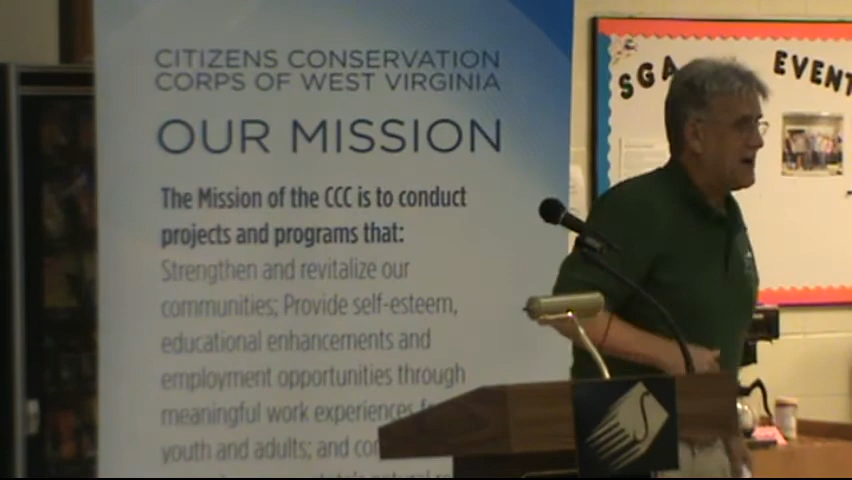 CITIZENS CONSERVATION
CORPS OF WEST VIRGINIA
OUR MISSION
The Mission of the CCC is to conduct
projects and programs that:
Strengthen and revitalize our
communities; Provide self-esteem,
educational enhancements and
employment opportunities through
meaningful work experiences
youth and adults; and
SGA
EVENT
S